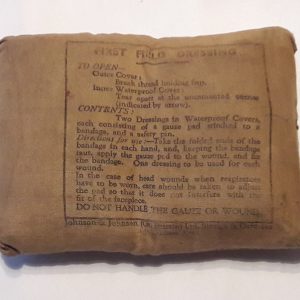 FIRST FIELD DRESSING
TO OPEN—
Outer Cover:
Break thread holding flap.
Inner Waterproof Cover:
Tear apart at the uncemented corner
(indicated by arrow).
CONTENTS
Two Dressings in Waterproof Covers,
each consisting of a gauze pad stitched to a
bandage, and a safety pin.
Directions for use:—Take the folded ends of the
bandage in each hand, and, keeping the bandage
taut, apply the gauze pad to the wound, and fix
the bandage. One dressing to be used for each
wound.
In the case of head wounds when respirators
have to be worn, care should be taken to adjust
the pad so that it does not interfere with the
fit of the facepiece.
DO NOT HANDLE THE GAUZE OR WOUND.
Johnson & Johnson